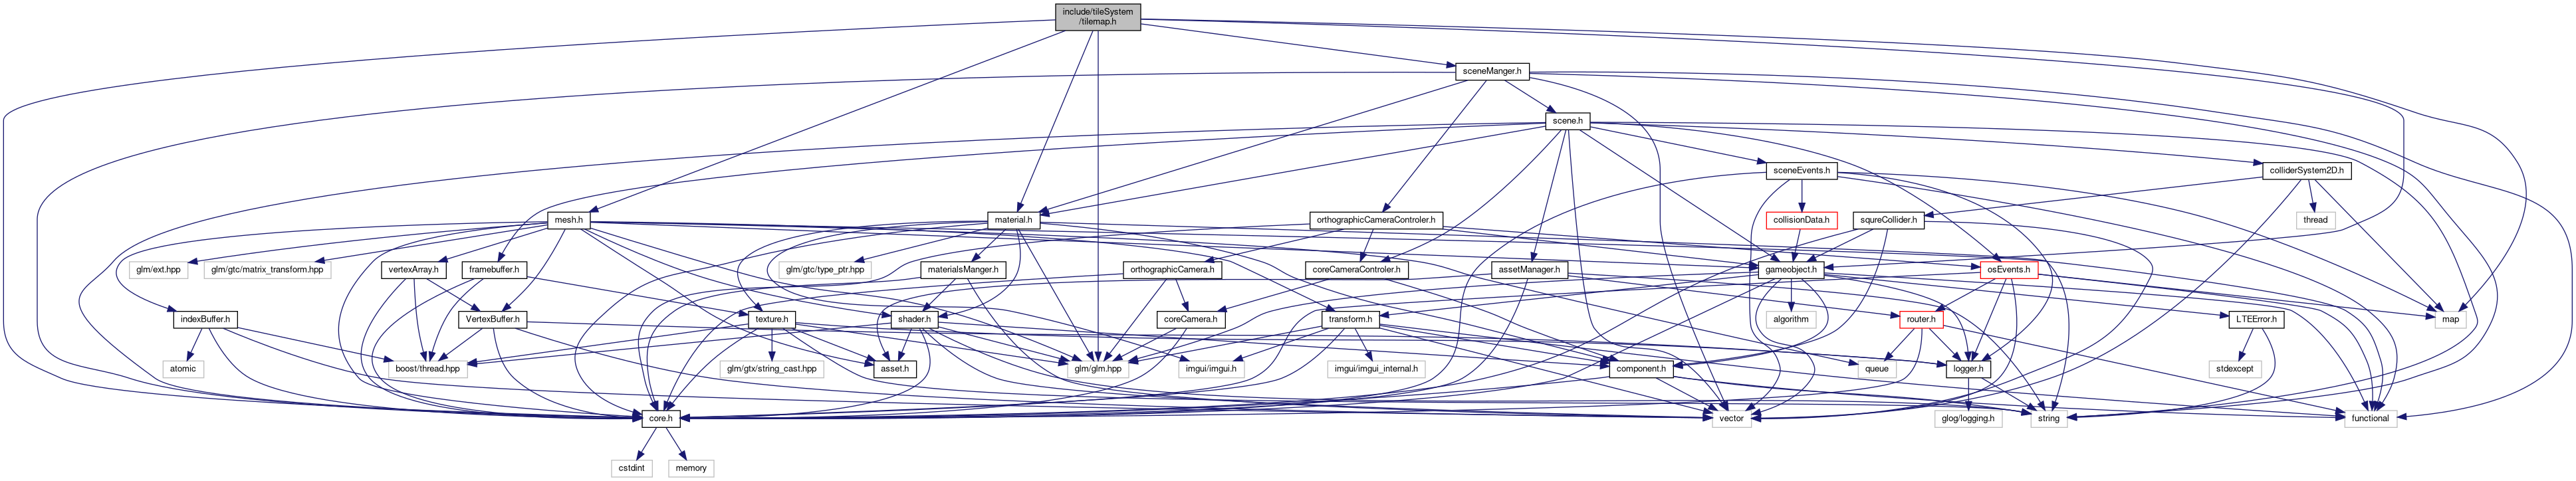 include/tileSystem
/tilemap.h
sceneManger.h
scene.h
sceneEvents.h
colliderSystem2D.h
mesh.h
material.h
orthographicCameraControler.h
collisionData.h
squreCollider.h
thread
glm/ext.hpp
glm/gtc/matrix_transform.hpp
vertexArray.h
framebuffer.h
glm/gtc/type_ptr.hpp
materialsManger.h
orthographicCamera.h
coreCameraControler.h
assetManager.h
gameobject.h
osEvents.h
indexBuffer.h
VertexBuffer.h
texture.h
shader.h
coreCamera.h
transform.h
algorithm
router.h
LTEError.h
map
atomic
boost/thread.hpp
glm/gtx/string_cast.hpp
asset.h
glm/glm.hpp
imgui/imgui.h
imgui/imgui_internal.h
component.h
queue
logger.h
stdexcept
core.h
vector
glog/logging.h
string
functional
cstdint
memory